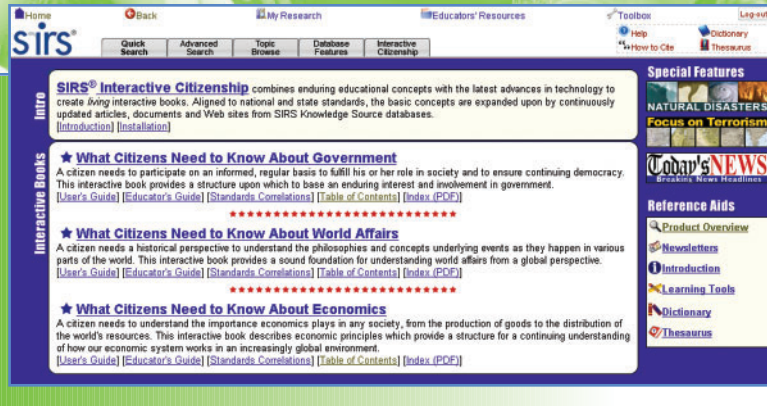 Home Back My Research Educators' Resources Toolbox Log-out
sirs
Quick Search Advanced Search Topic Browse Database Features Interactive Citizenship
Help Dictionary
How to Cite Thesaurus
Intro
SIRS® Interactive Citizenship combines enduring educational concepts with the latest advances in technology to
create living interactive books. Aligned to national and state standards, the basic concepts are expanded upon by continuously
updated articles, documents and Web sites from SIRS Knowledge Source databases.
[Introduction] [Installation]
Interactive Books
★ What Citizens Need to Know About Government
A citizen needs to participate on an informed, regular basis to fulfill his or her role in society and to ensure continuing democracy.
This interactive book provides a structure upon which to base an enduring interest and involvement in government.
[User's Guide] [Educator's Guide] [Standards Correlations] [Table of Contents] [Index (PDF)]
★ What Citizens Need to Know About World Affairs
A citizen needs a historical perspective to understand the philosophies and concepts underlying events as they happen in various
parts of the world. This interactive book provides a sound foundation for understanding world affairs from a global perspective.
[User's Guide] [Educator's Guide] [Standards Correlations] [Table of Contents] [Index (PDF)]
★ What Citizens Need to Know About Economics
A citizen needs to understand the importance economics plays in any society, from the production of goods to the distribution of
the world's resources. This interactive book describes economic principles which provide a structure for a continuing understanding
of how our economic system works in an increasingly global environment.
[User's Guide] [Educator's Guide] [Standards Correlations] [Table of Contents] [Index (PDF)]
Special Features
NATURAL DISASTERS
Focus on Terrorism
Today's NEWS
Breaking News Headlines
Reference Aids
Product Overview
Newsletters
Introduction
Learning Tools
Dictionary
Thesaurus